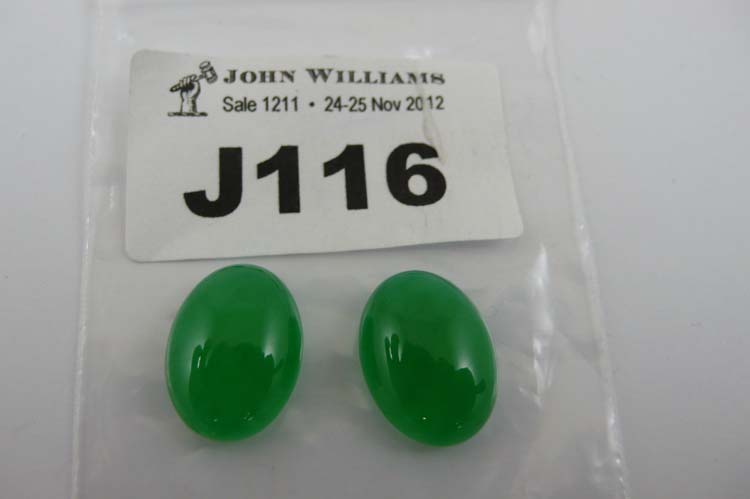 JOHN WILLIAMS
Sale 1211 • 24-25 Nov 2012
J116